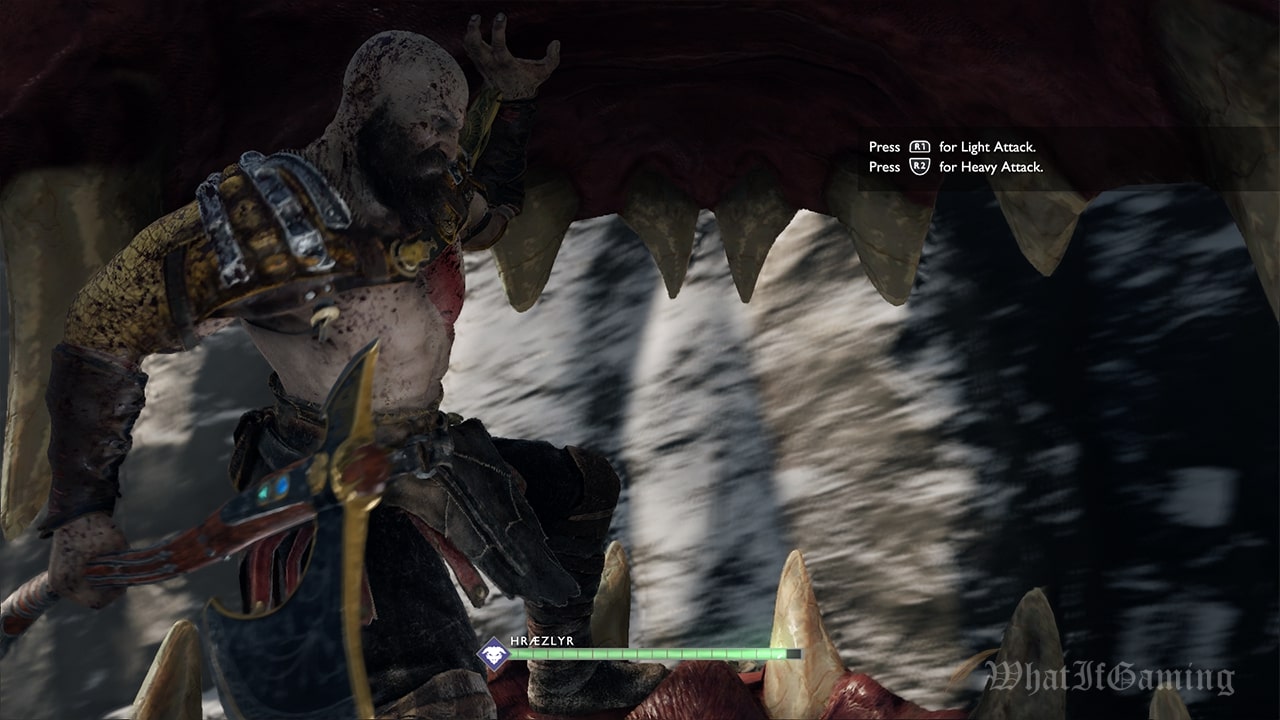 Press R1 for Light Attack.
Press R2 for Heavy Attack.
HRÆZLYR
WhatIfGaming